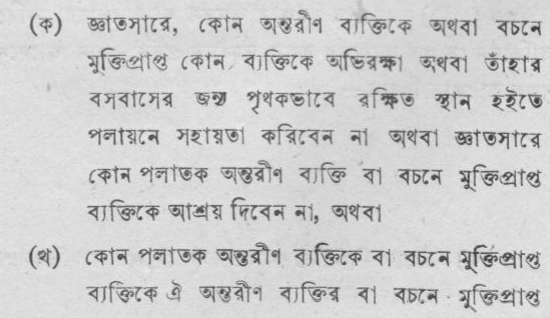 (ক) জ্ঞাতসারে, কোন অন্তরীণ ব্যক্তিকে অথবা বচনে
মুক্তিপ্রাপ্ত কোন ব্যক্তিকে অভিরক্ষা অথবা তাঁহার
বসবাসের জন্য পৃথকভাবে রক্ষিত স্থান হইতে
পলায়নে সহায়তা করিবেন না অথবা জ্ঞাতসারে
কোন পলাতক অন্তরীণ ব্যক্তি বা বচনে মুক্তিপ্রাপ্ত
ব্যক্তিকে আশ্রয় দিবেন না, অথবা
(খ) কোন পলাতক অন্তরীণ ব্যক্তিকে বা বচনে মুক্তিপ্রাপ্ত
ব্যক্তিকে ঐ অন্তরীণ ব্যক্তির বা বচনে মুক্তিপ্রাপ্ত